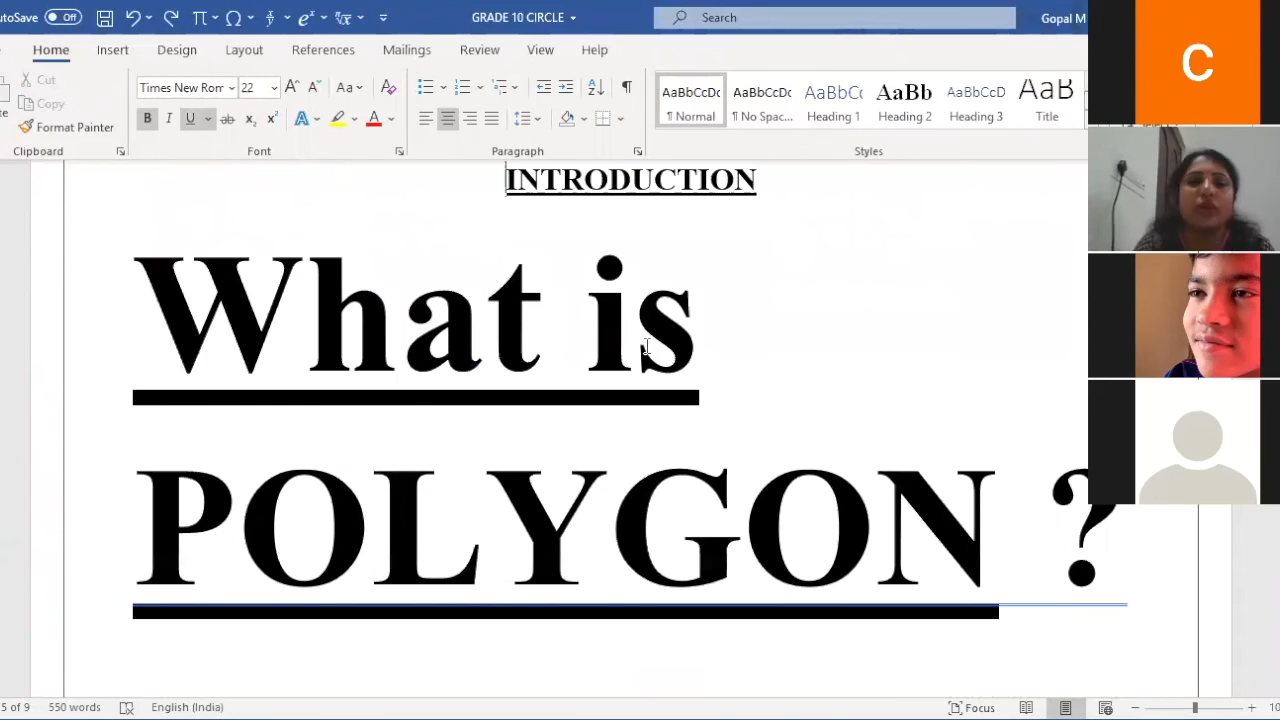 utoSave Off
GRADE 10 CIRCLE
Search
Gopal M
Home Insert Design Layout References Mailings Review View Help
Cut
Copy
Format Painter
Clipboard
Times New Rom 22
Font
Paragraph
AaBbCcDc AaBbCcDc AaBbCc AaBb AaBbCcD AaB
¶ Normal ¶ No Spac... Heading 1 Heading 2 Heading 3 Title
Styles
C
INTRODUCTION
What is
POLYGON ?
5 of 9 550 words English (India) Focus 10